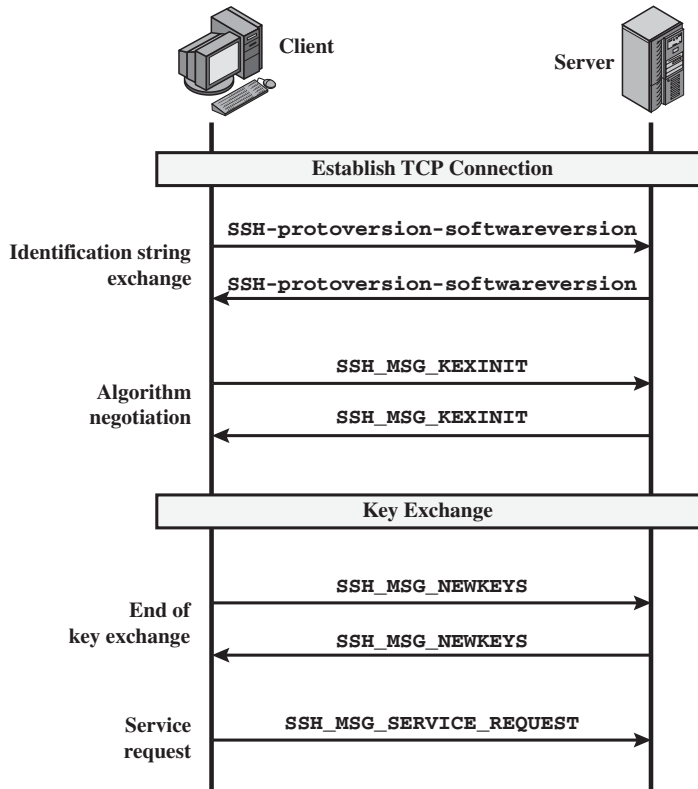 Client
Server
Establish TCP Connection
SSH-protoversion-softwareversion
Identification string
exchange
SSH-protoversion-softwareversion
SSH_MSG_KEXINIT
Algorithm
negotiation
SSH_MSG_KEXINIT
Key Exchange
SSH_MSG_NEWKEYS
End of
key exchange
SSH_MSG_NEWKEYS
Service
request
SSH_MSG_SERVICE_REQUEST